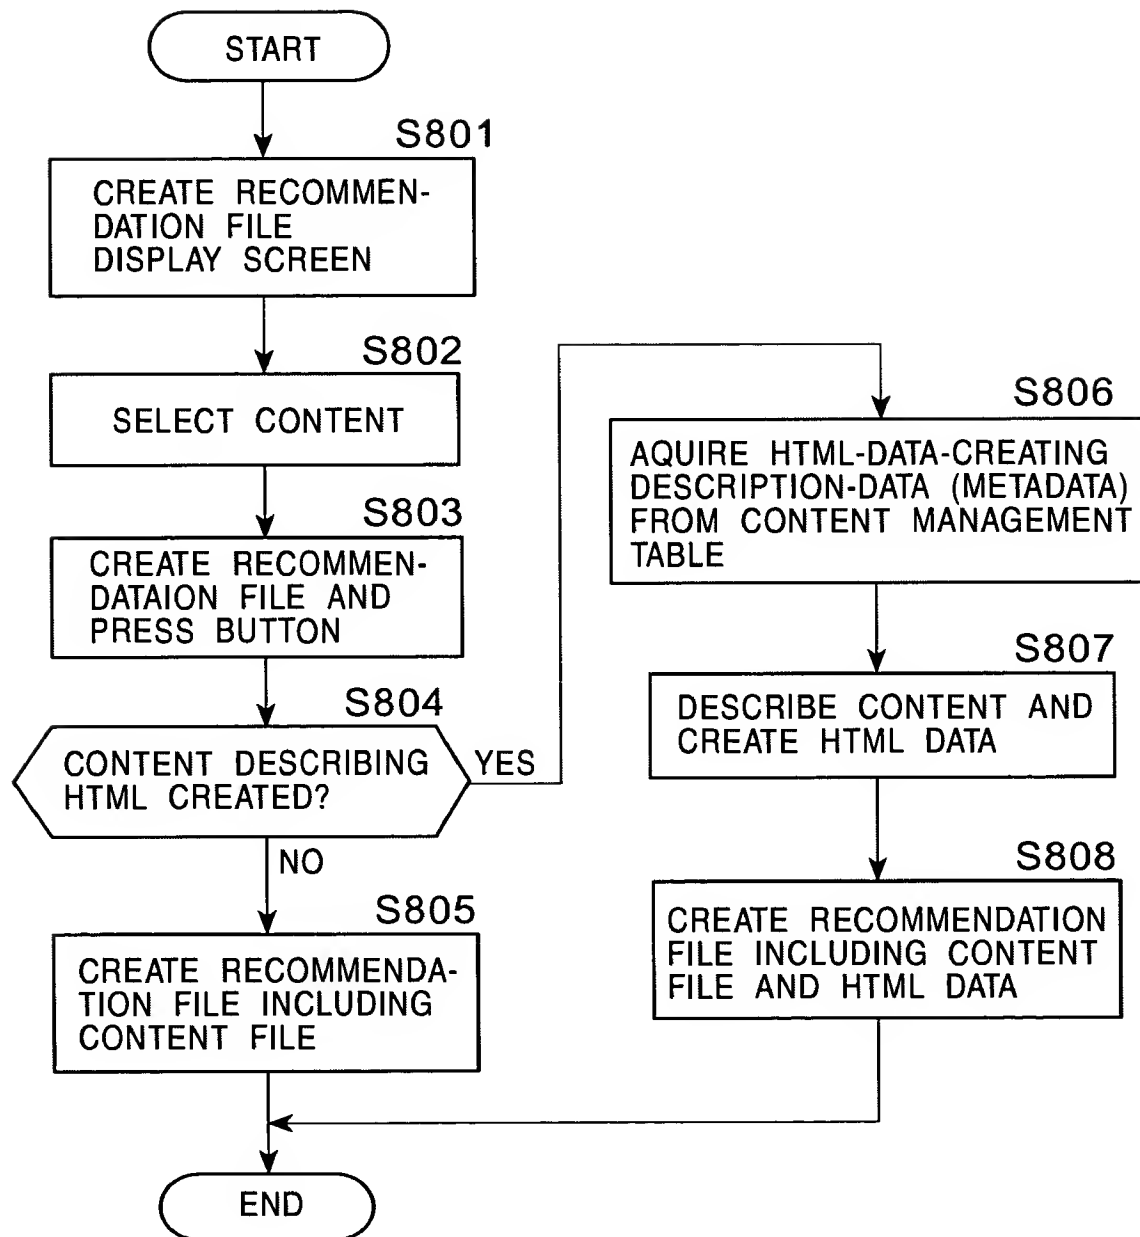 START
S801
CREATE RECOMMEN-
DATION FILE
DISPLAY SCREEN
S802
SELECT CONTENT
S803
CREATE RECOMMEN-
DATAION FILE AND
PRESS BUTTON
S804
CONTENT DESCRIBING
HTML CREATED?
YES
NO
S805
CREATE RECOMMENDA-
TION FILE INCLUDING
CONTENT FILE
S806
AQUIRE HTML-DATA-CREATING
DESCRIPTION-DATA (METADATA)
FROM CONTENT MANAGEMENT
TABLE
S807
DESCRIBE CONTENT AND
CREATE HTML DATA
S808
CREATE RECOMMENDATION
FILE INCLUDING CONTENT
FILE AND HTML DATA
END